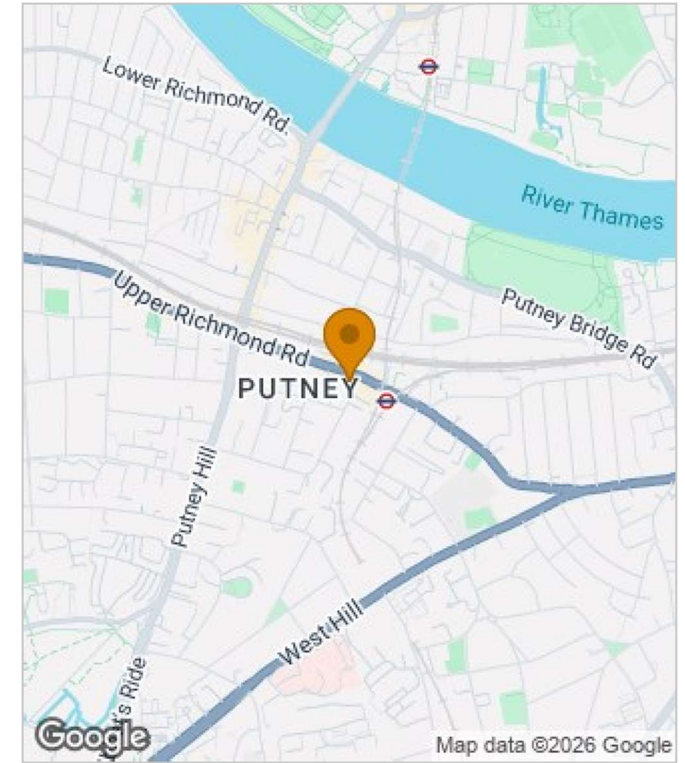 Lower Richmond Rd.
River Thames
Upper Richmond Rd
Putney Bridge Rd
PUTNEY
Putney Hill
West Hill
's Ride
Google
Map data ©2026 Google